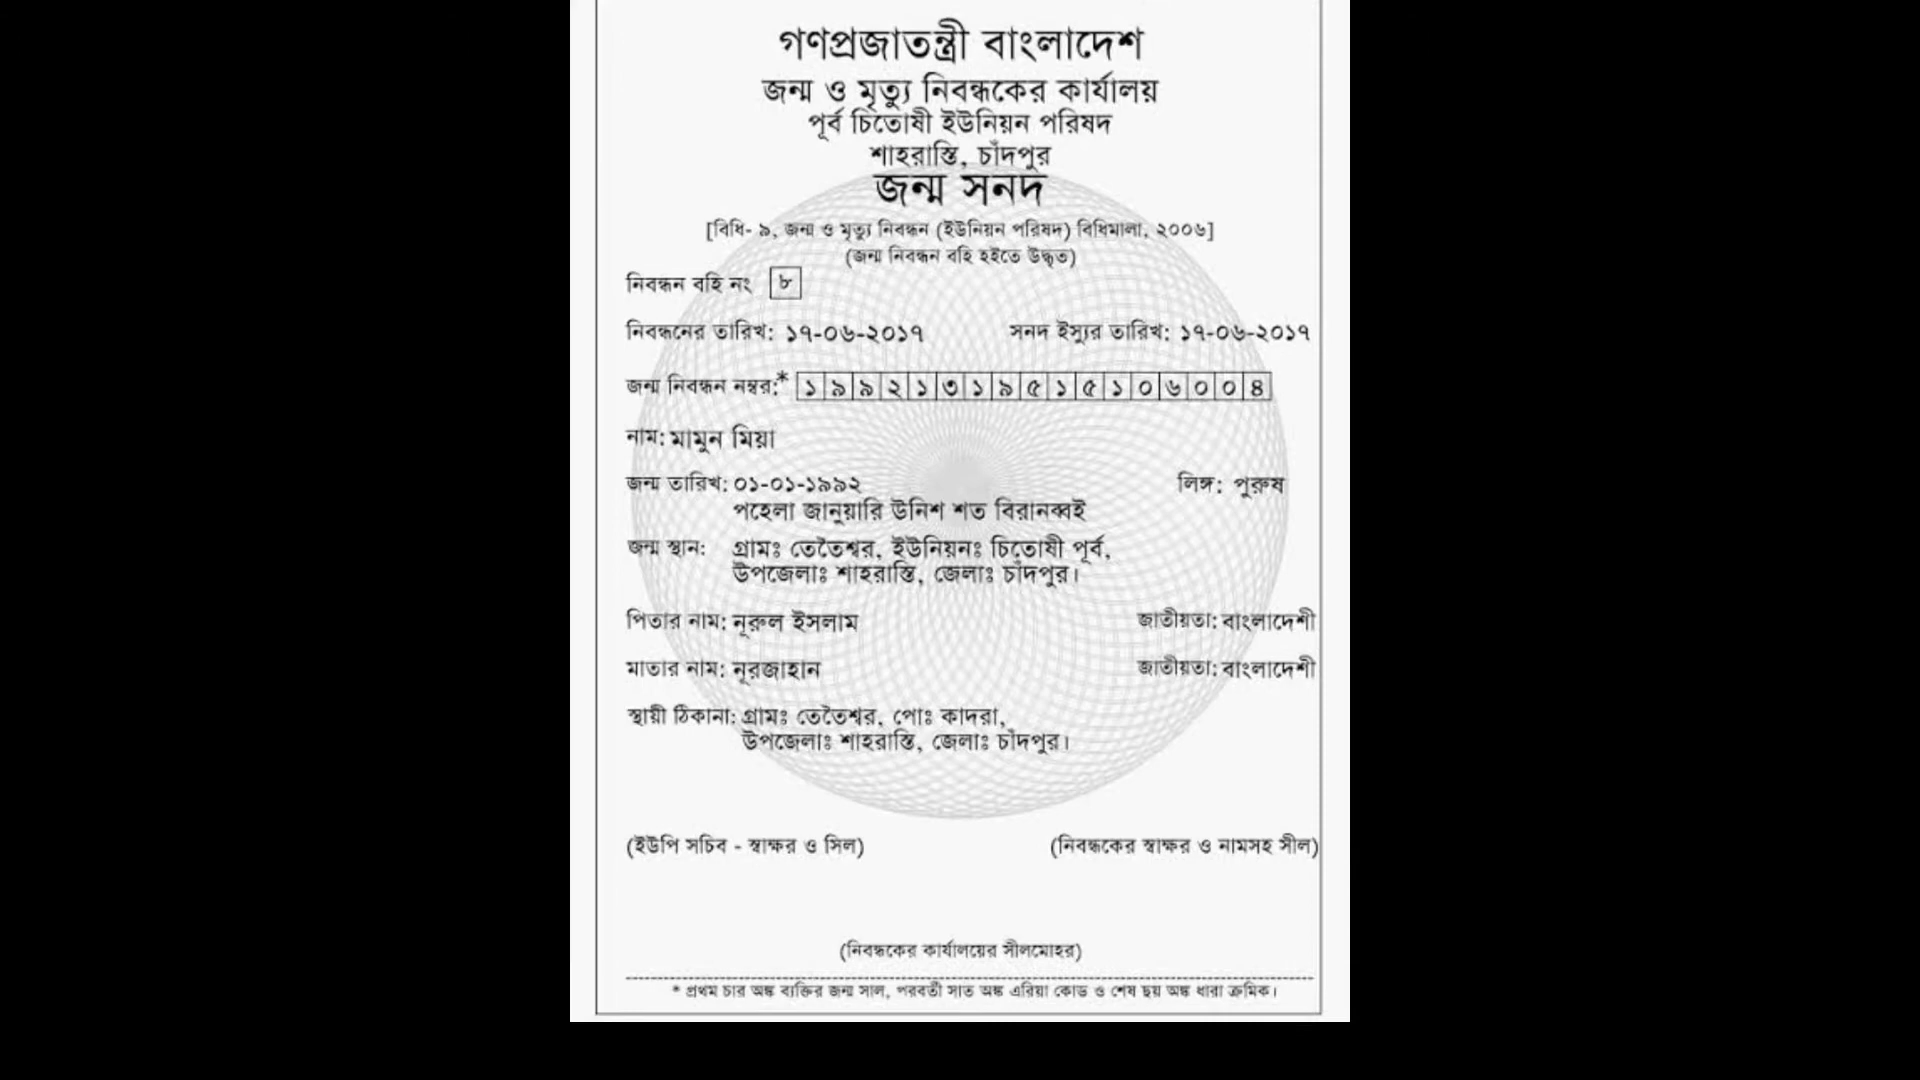 গণপ্রজাতন্ত্রী বাংলাদেশ
জন্ম ও মৃত্যু নিবন্ধকের কার্যালয়
পূর্ব চিতোষী ইউনিয়ন পরিষদ
শাহরাস্তি, চাঁদপুর
জন্ম সনদ
[বিধি- ৯, জন্ম ও মৃত্যু নিবন্ধন (ইউনিয়ন পরিষদ) বিধিমালা, ২০০৬]
(জন্ম নিবন্ধন বহি হইতে উদ্ধৃত)
নিবন্ধন বহি নং ৮
নিবন্ধনের তারিখ: ১৭-০৬-২০১৭ সনদ ইস্যুর তারিখ: ১৭-০৬-২০১৭
জন্ম নিবন্ধন নম্বর:* ১৯৯২১৩১৯৫১৫১০৬০০৪
নাম: মামুন মিয়া
জন্ম তারিখ: ০১-০১-১৯৯২ লিঙ্গ: পুরুষ
পহেলা জানুয়ারি উনিশ শত বিরানব্বই
জন্ম স্থান: গ্রামঃ তেতৈশ্বর, ইউনিয়নঃ চিতোষী পূর্ব,
উপজেলাঃ শাহরাস্তি, জেলাঃ চাঁদপুর।
পিতার নাম: নূরুল ইসলাম জাতীয়তা: বাংলাদেশী
মাতার নাম: নূরজাহান জাতীয়তা: বাংলাদেশী
স্থায়ী ঠিকানা: গ্রামঃ তেতৈশ্বর, পোঃ কাদরা,
উপজেলাঃ শাহরাস্তি, জেলাঃ চাঁদপুর।
(ইউপি সচিব - স্বাক্ষর ও সিল) (নিবন্ধকের স্বাক্ষর ও নামসহ সীল)
(নিবন্ধকের কার্যালয়ের সীলমোহর)
* প্রথম চার অঙ্ক ব্যক্তির জন্ম সাল, পরবর্তী সাত অঙ্ক এরিয়া কোড ও শেষ ছয় অঙ্ক ধারা ক্রমিক।